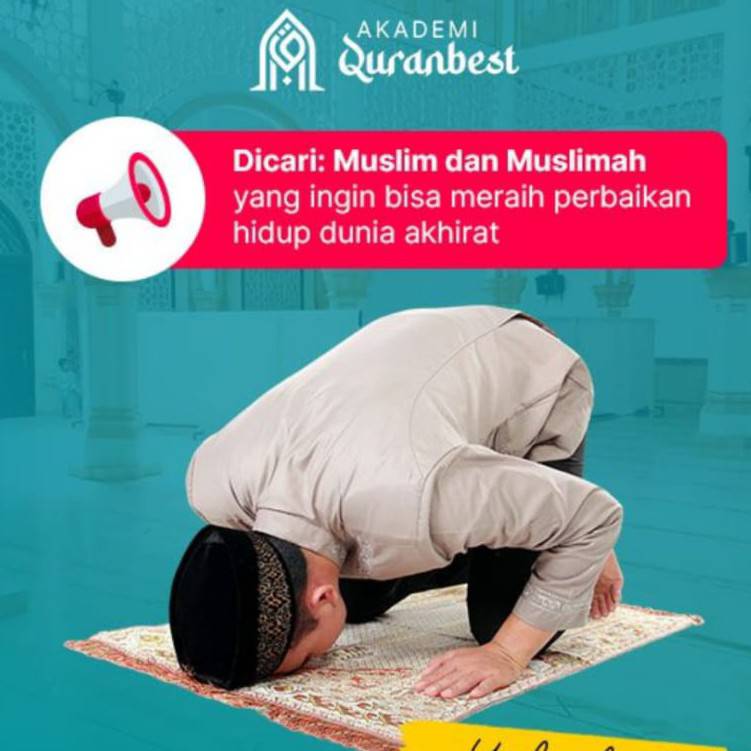 AKADEMI
Quranbest
Dicari: Muslim dan Muslimah
yang ingin bisa meraih perbaikan
hidup dunia akhirat